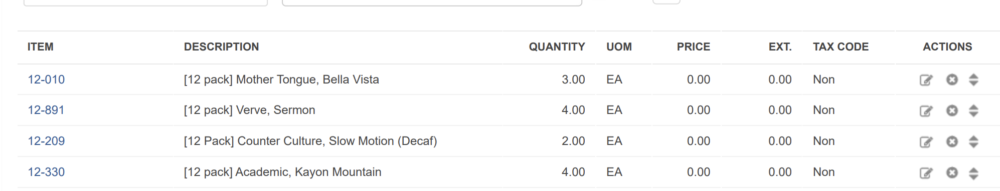 ITEM DESCRIPTION QUANTITY UOM PRICE EXT. TAX CODE ACTIONS
12-010 [12 pack] Mother Tongue, Bella Vista 3.00 EA 0.00 0.00 Non
12-891 [12 pack] Verve, Sermon 4.00 EA 0.00 0.00 Non
12-209 [12 Pack] Counter Culture, Slow Motion (Decaf) 2.00 EA 0.00 0.00 Non
12-330 [12 pack] Academic, Kayon Mountain 4.00 EA 0.00 0.00 Non